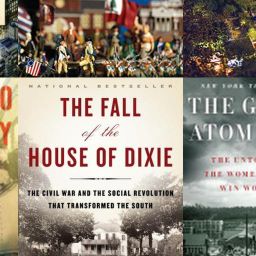 NATIONAL BESTSELLER
THE FALL
of the
HOUSE OF DIXIE
THE CIVIL WAR AND THE SOCIAL REVOLUTION
THAT TRANSFORMED THE SOUTH
NEW YORK
THE G
ATOM
THE UNTO
THE WOME
WIN WO
O
Y